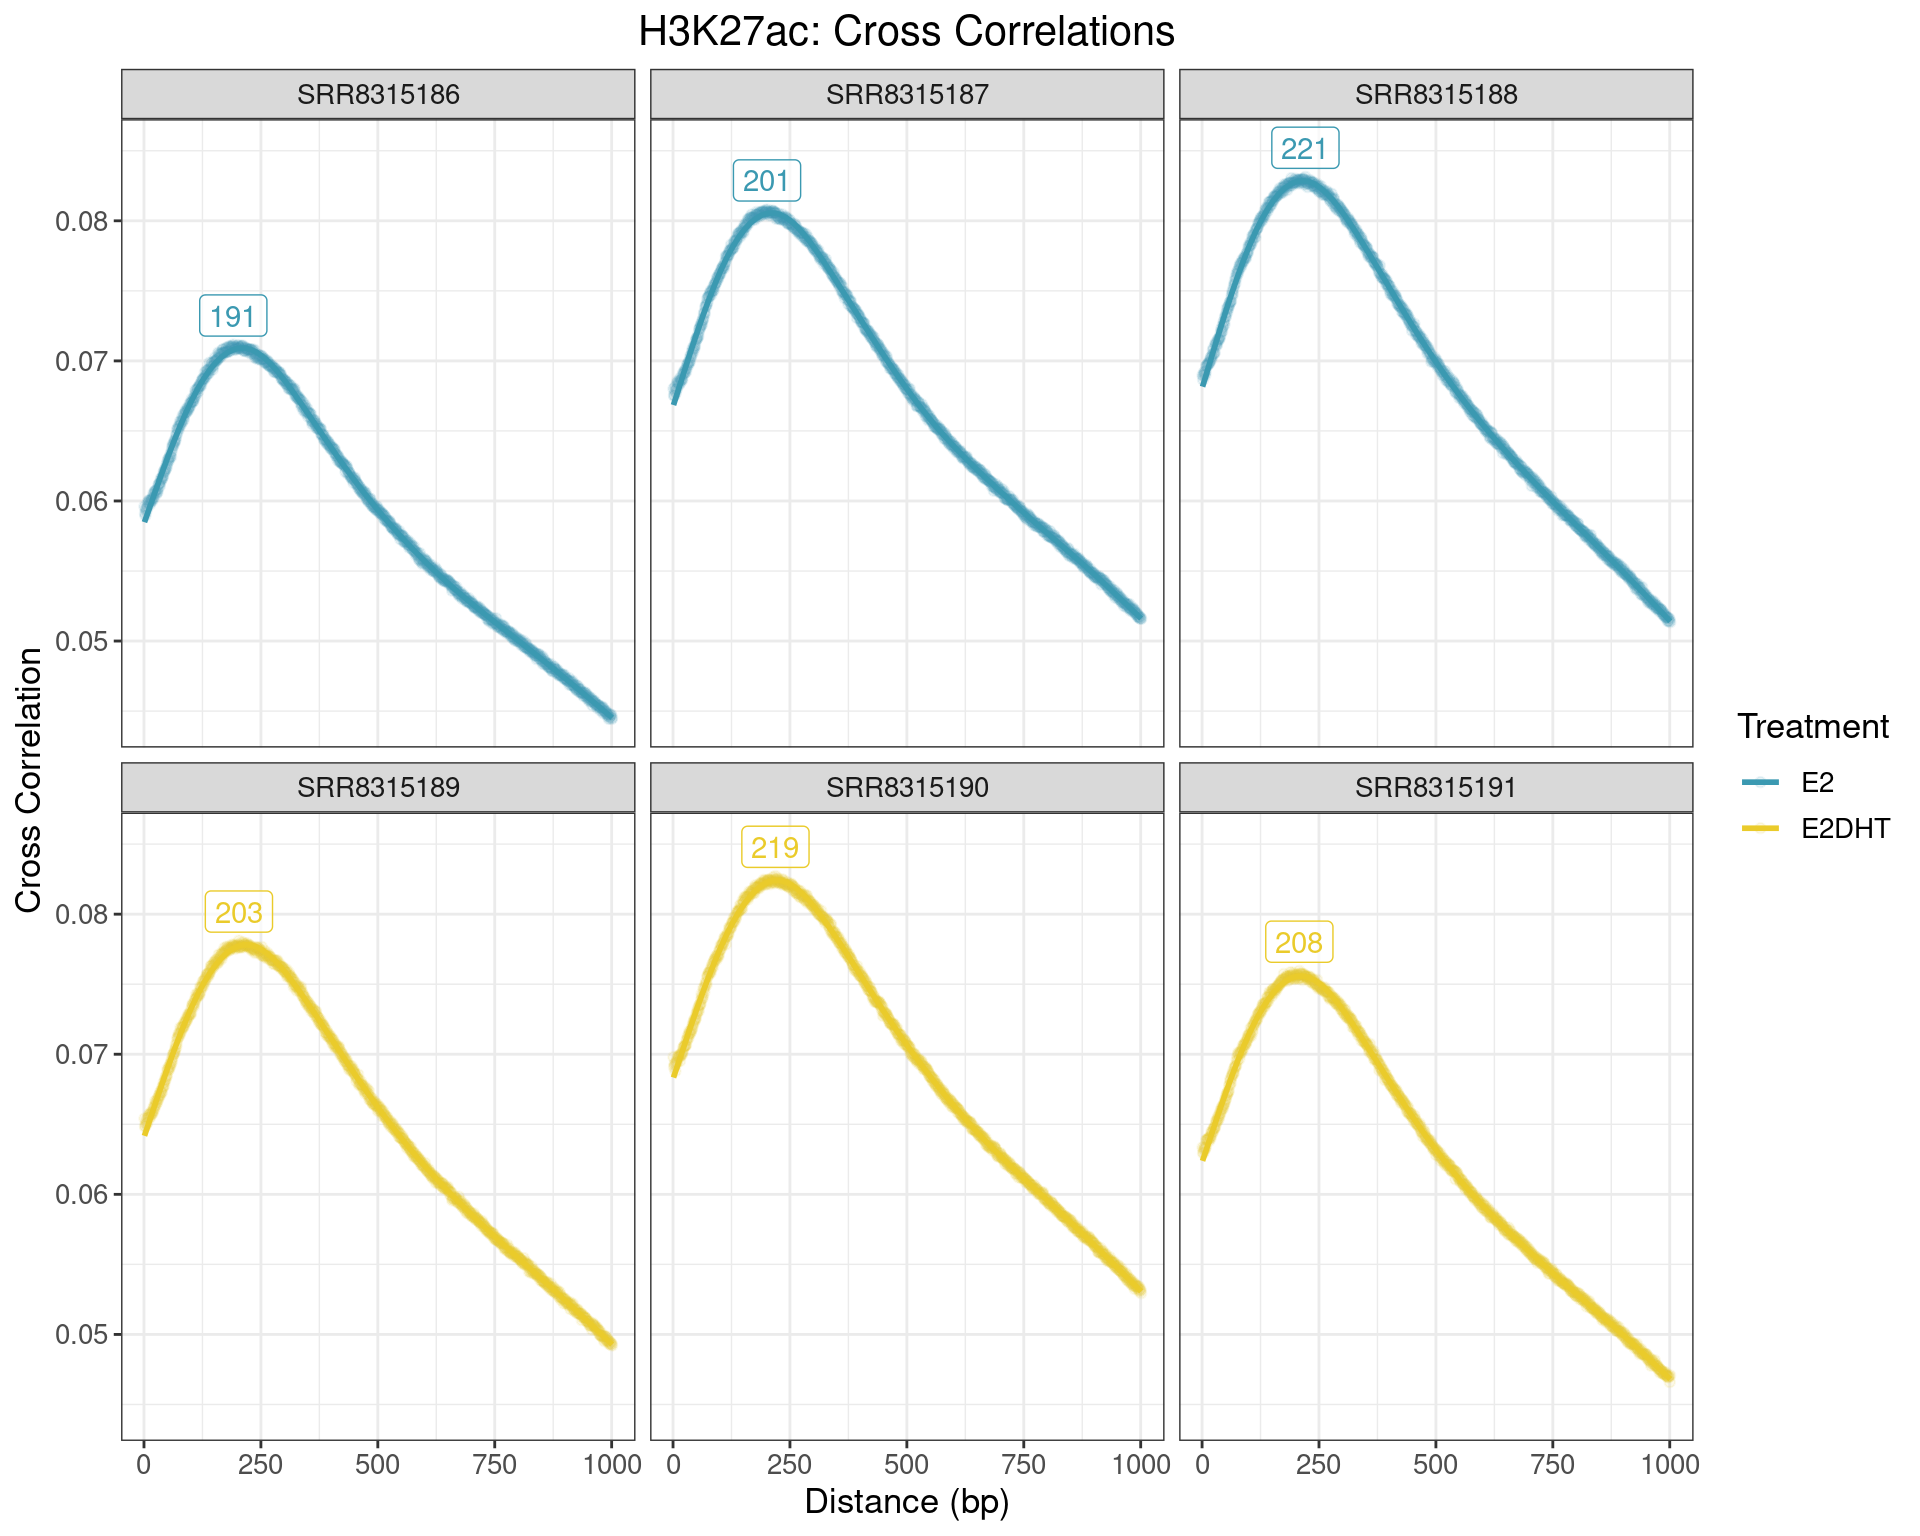 H3K27ac: Cross Correlations
SRR8315186
SRR8315187
SRR8315188
191
201
221
0.08
0.07
0.06
0.05
SRR8315189
SRR8315190
SRR8315191
203
219
208
0.08
0.07
0.06
0.05
0 250 500 750 1000
0 250 500 750 1000
0 250 500 750 1000
Distance (bp)
Cross Correlation
Treatment
E2
E2DHT